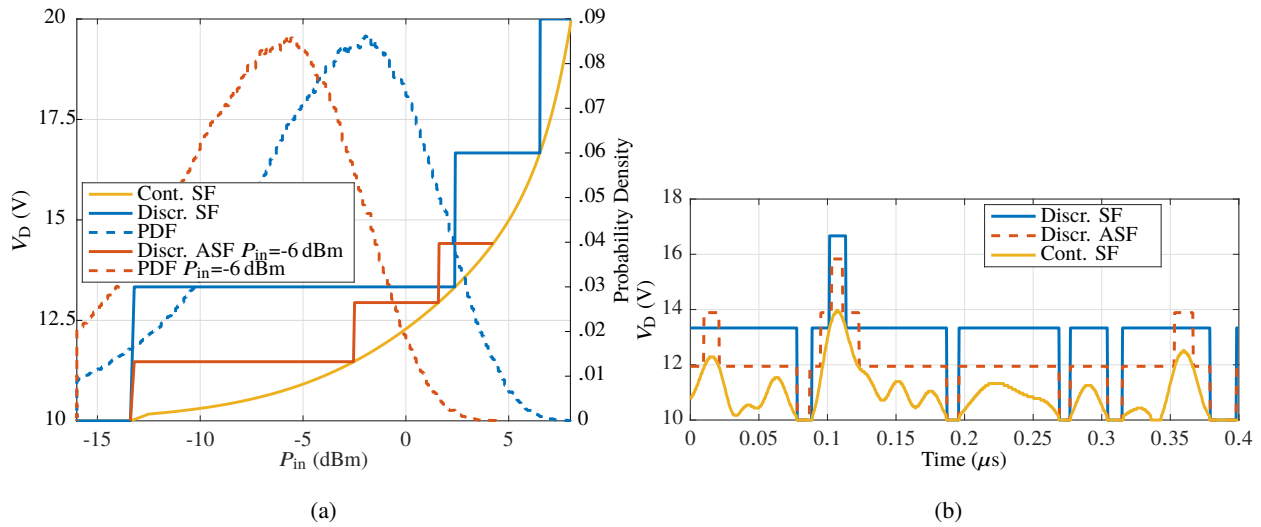 20
17.5
15
12.5
10
V_D (V)
.09
.08
.07
.06
.05
.04
.03
.02
.01
0
Probability Density
Cont. SF
Discr. SF
PDF
Discr. ASF P_in=-6 dBm
PDF P_in=-6 dBm
-15 -10 -5 0 5
P_in (dBm)
(a)
18
16
14
12
10
V_D (V)
Discr. SF
Discr. ASF
Cont. SF
0 0.05 0.1 0.15 0.2 0.25 0.3 0.35 0.4
Time (μs)
(b)